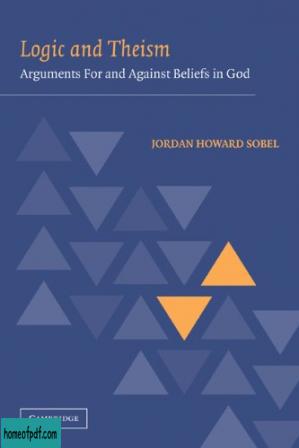 Logic and Theism
Arguments For and Against Beliefs in God
JORDAN HOWARD SOBEL
CAMBRIDGE
homeofpdf.com